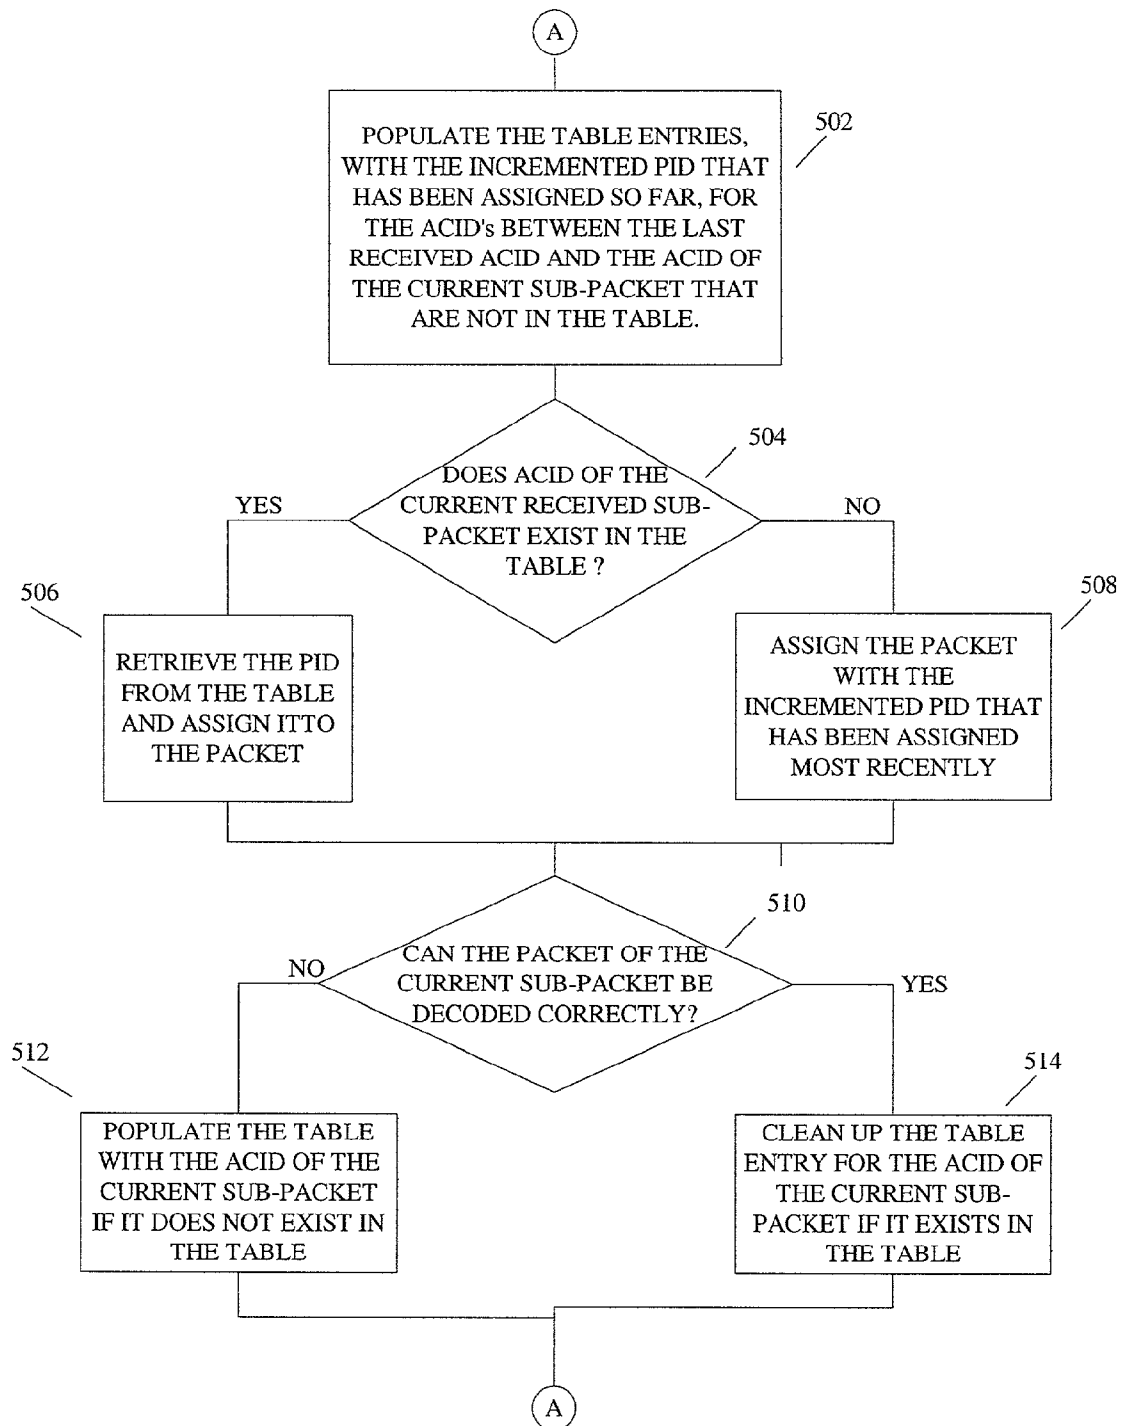 A
POPULATE THE TABLE ENTRIES,
WITH THE INCREMENTED PID THAT
HAS BEEN ASSIGNED SO FAR, FOR
THE ACID's BETWEEN THE LAST
RECEIVED ACID AND THE ACID OF
THE CURRENT SUB-PACKET THAT
ARE NOT IN THE TABLE.
502
DOES ACID OF THE
CURRENT RECEIVED SUB-
PACKET EXIST IN THE
TABLE ?
504
YES
NO
506
RETRIEVE THE PID
FROM THE TABLE
AND ASSIGN ITTO
THE PACKET
508
ASSIGN THE PACKET
WITH THE
INCREMENTED PID THAT
HAS BEEN ASSIGNED
MOST RECENTLY
510
CAN THE PACKET OF THE
CURRENT SUB-PACKET BE
DECODED CORRECTLY?
NO
YES
512
POPULATE THE TABLE
WITH THE ACID OF THE
CURRENT SUB-PACKET
IF IT DOES NOT EXIST IN
THE TABLE
514
CLEAN UP THE TABLE
ENTRY FOR THE ACID OF
THE CURRENT SUB-
PACKET IF IT EXISTS IN
THE TABLE
A